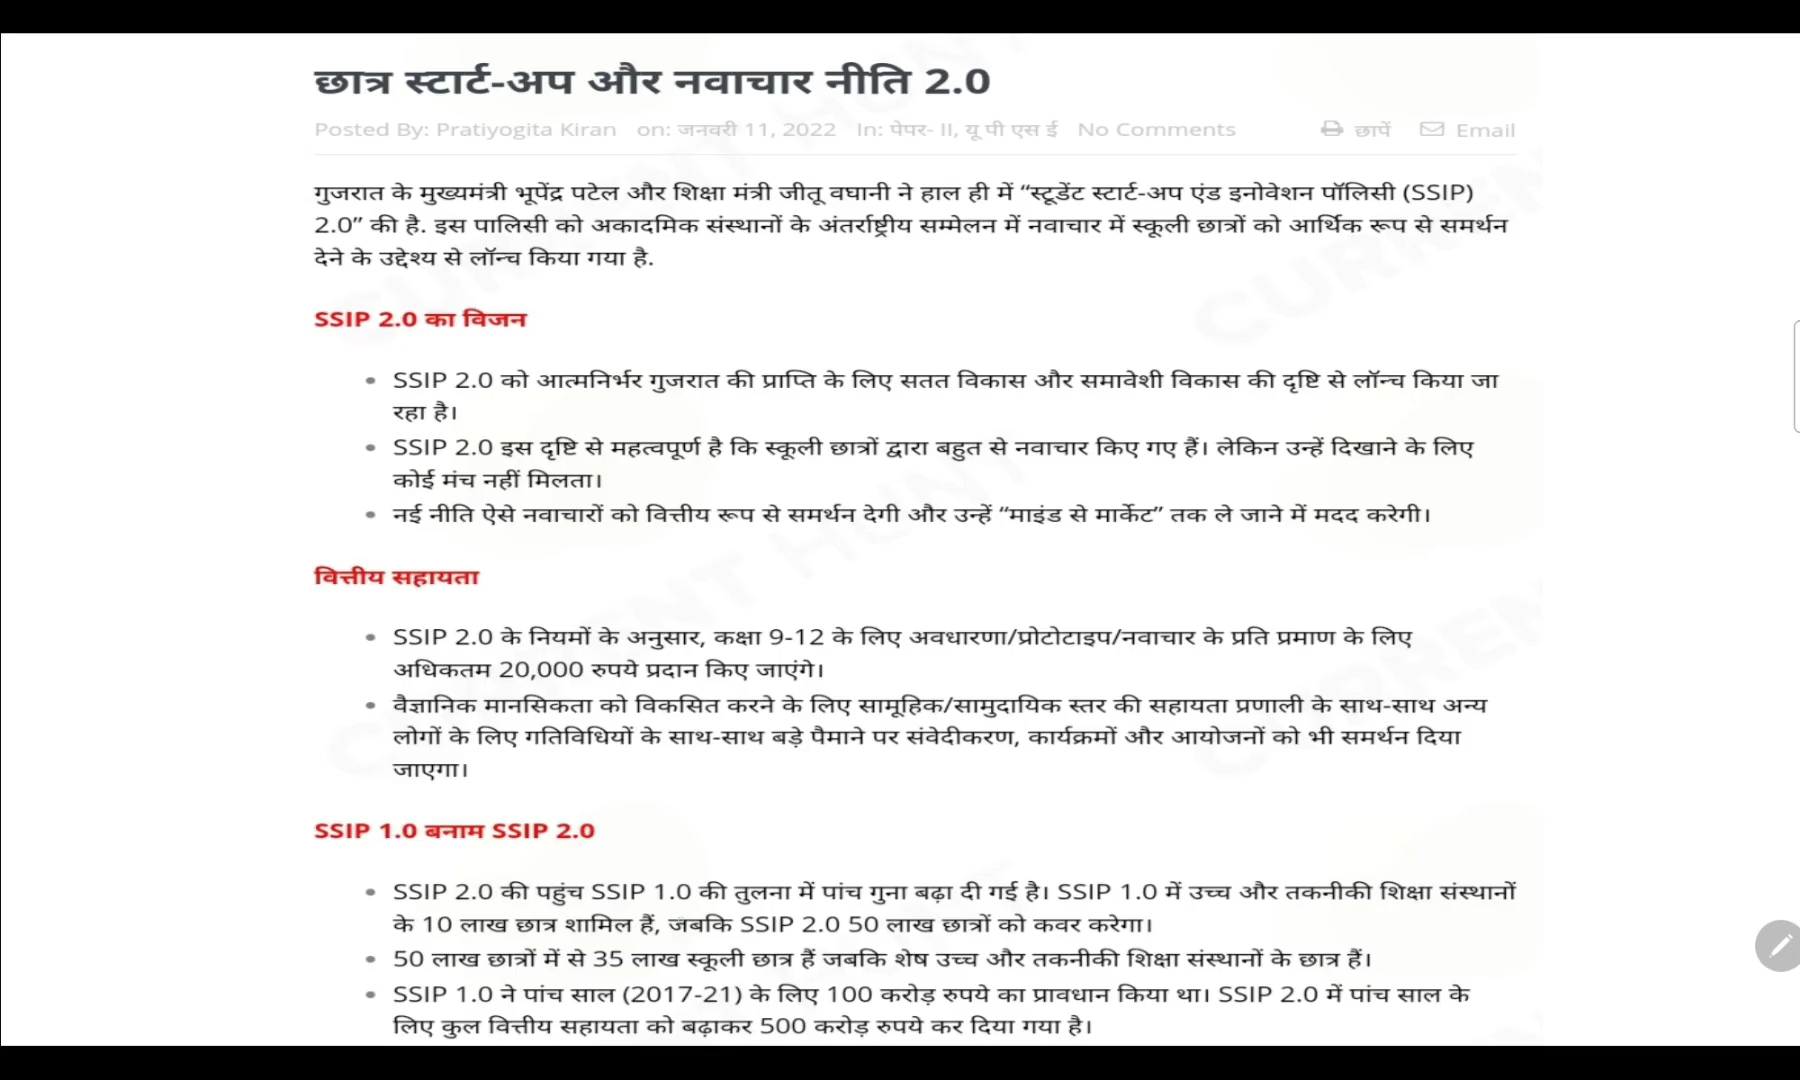 छात्र स्टार्ट-अप और नवाचार नीति 2.0
Posted By: Pratiyogita Kiran on: जनवरी 11, 2022 In: पेपर- II, यू पी एस ई No Comments छापें Email
गुजरात के मुख्यमंत्री भूपेंद्र पटेल और शिक्षा मंत्री जीतू वघानी ने हाल ही में “स्टूडेंट स्टार्ट-अप एंड इनोवेशन पॉलिसी (SSIP)
2.0” की है. इस पालिसी को अकादमिक संस्थानों के अंतर्राष्ट्रीय सम्मेलन में नवाचार में स्कूली छात्रों को आर्थिक रूप से समर्थन
देने के उद्देश्य से लॉन्च किया गया है.
SSIP 2.0 का विजन
SSIP 2.0 को आत्मनिर्भर गुजरात की प्राप्ति के लिए सतत विकास और समावेशी विकास की दृष्टि से लॉन्च किया जा
रहा है।
SSIP 2.0 इस दृष्टि से महत्वपूर्ण है कि स्कूली छात्रों द्वारा बहुत से नवाचार किए गए हैं। लेकिन उन्हें दिखाने के लिए
कोई मंच नहीं मिलता।
नई नीति ऐसे नवाचारों को वित्तीय रूप से समर्थन देगी और उन्हें “माइंड से मार्केट” तक ले जाने में मदद करेगी।
वित्तीय सहायता
SSIP 2.0 के नियमों के अनुसार, कक्षा 9-12 के लिए अवधारणा/प्रोटोटाइप/नवाचार के प्रति प्रमाण के लिए
अधिकतम 20,000 रुपये प्रदान किए जाएंगे।
वैज्ञानिक मानसिकता को विकसित करने के लिए सामूहिक/सामुदायिक स्तर की सहायता प्रणाली के साथ-साथ अन्य
लोगों के लिए गतिविधियों के साथ-साथ बड़े पैमाने पर संवेदीकरण, कार्यक्रमों और आयोजनों को भी समर्थन दिया
जाएगा।
SSIP 1.0 बनाम SSIP 2.0
SSIP 2.0 की पहुंच SSIP 1.0 की तुलना में पांच गुना बढ़ा दी गई है। SSIP 1.0 में उच्च और तकनीकी शिक्षा संस्थानों
के 10 लाख छात्र शामिल हैं, जबकि SSIP 2.0 50 लाख छात्रों को कवर करेगा।
50 लाख छात्रों में से 35 लाख स्कूली छात्र हैं जबकि शेष उच्च और तकनीकी शिक्षा संस्थानों के छात्र हैं।
SSIP 1.0 ने पांच साल (2017-21) के लिए 100 करोड़ रुपये का प्रावधान किया था। SSIP 2.0 में पांच साल के
लिए कुल वित्तीय सहायता को बढ़ाकर 500 करोड़ रुपये कर दिया गया है।
CURRENT HUNT
CURREN
CURRENT HUNT
CURREN